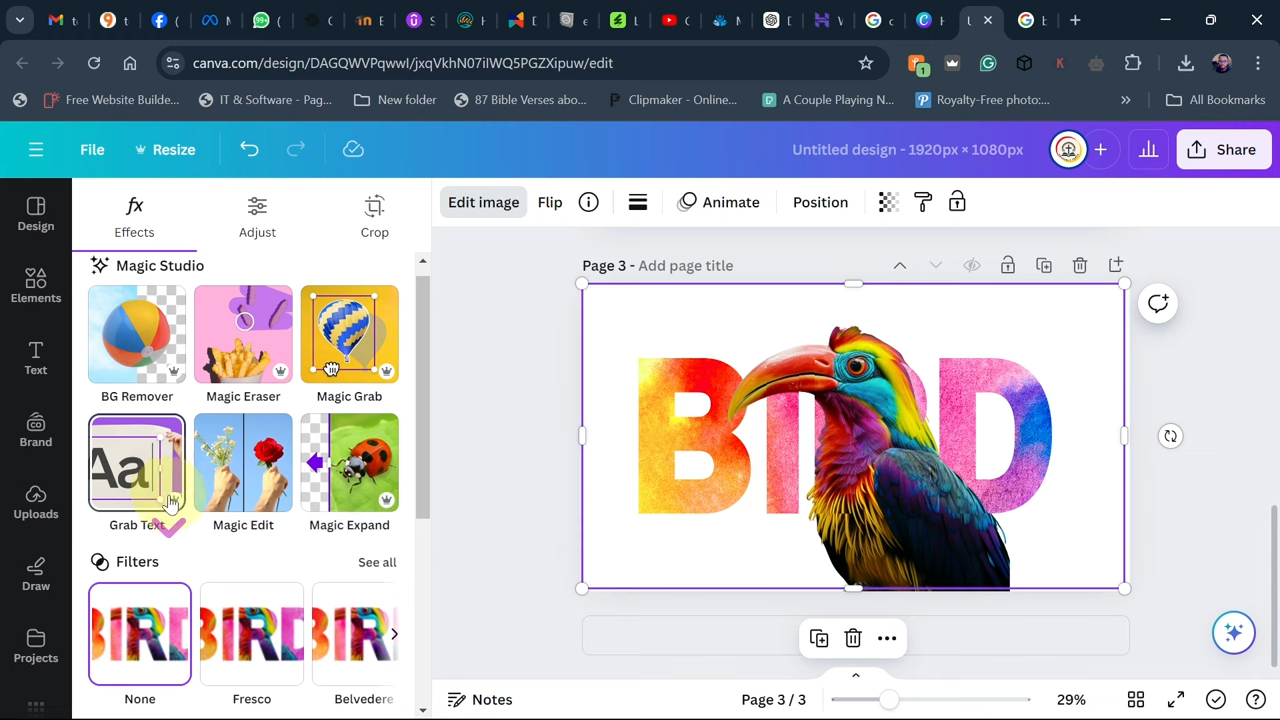 canva.com/design/DAGQWVPqwwI/jxqVkhN07iIWQ5PGZXipuw/edit
Free Website Builde...
IT & Software - Pag...
New folder
87 Bible Verses abo...
Clipmaker - Online...
A Couple Playing N...
Royalty-Free photo:...
All Bookmarks
File
Resize
Untitled design - 1920px × 1080px
Share
Design
Elements
Text
Brand
Uploads
Draw
Projects
Effects
Adjust
Crop
Magic Studio
BG Remover
Magic Eraser
Magic Grab
Aa
Grab Text
Magic Edit
Magic Expand
Filters
See all
None
Fresco
Belvedere
Edit image
Flip
Animate
Position
Page 3 - Add page title
BIRD
Notes
Page 3 / 3
29%